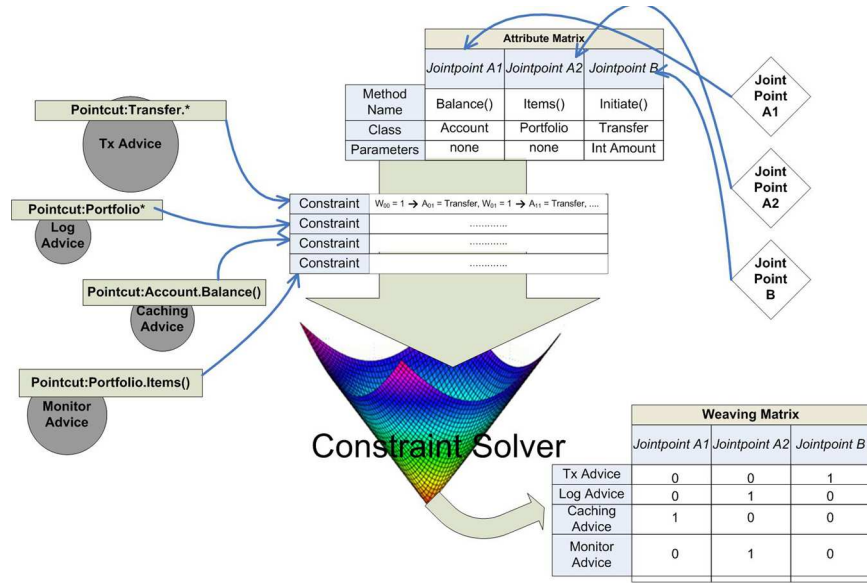 Attribute Matrix
Jointpoint A1 Jointpoint A2 Jointpoint B
Method Name Balance() Items() Initiate()
Class Account Portfolio Transfer
Parameters none none Int Amount
Joint Point A1
Joint Point A2
Joint Point B
Pointcut:Transfer.*
Tx Advice
Pointcut:Portfolio*
Log Advice
Pointcut:Account.Balance()
Caching Advice
Pointcut:Portfolio.Items()
Monitor Advice
Constraint W₀₀ = 1 → A₀₁ = Transfer, W₀₁ = 1 → A₁₁ = Transfer, ....
Constraint .............
Constraint .............
Constraint .............
Constraint Solver
Weaving Matrix
Jointpoint A1 Jointpoint A2 Jointpoint B
Tx Advice 0 0 1
Log Advice 0 1 0
Caching Advice 1 0 0
Monitor Advice 0 1 0